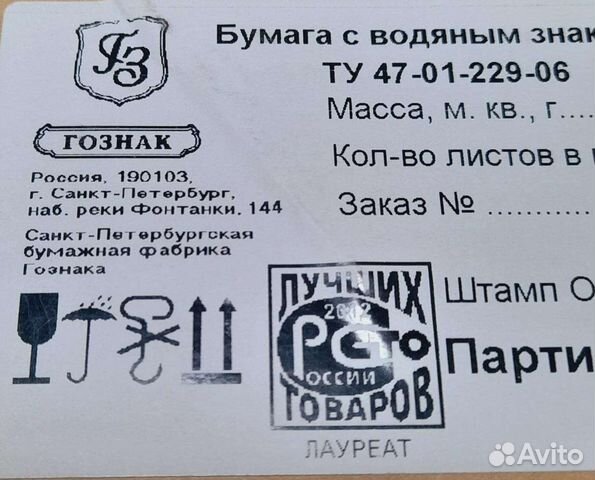 ГЗ
ГОЗНАК
Россия, 190103,
г. Санкт-Петербург,
наб. реки Фонтанки, 144
Санкт-Петербургская
бумажная фабрика
Гознака
Бумага с водяным знак
ТУ 47-01-229-06
Масса, м. кв., г....
Кол-во листов в
Заказ № ............
Штамп О
Парти
ЛУЧШИХ
2002
СТО
РОССИИ
ТОВАРОВ
ЛАУРЕАТ
Avito